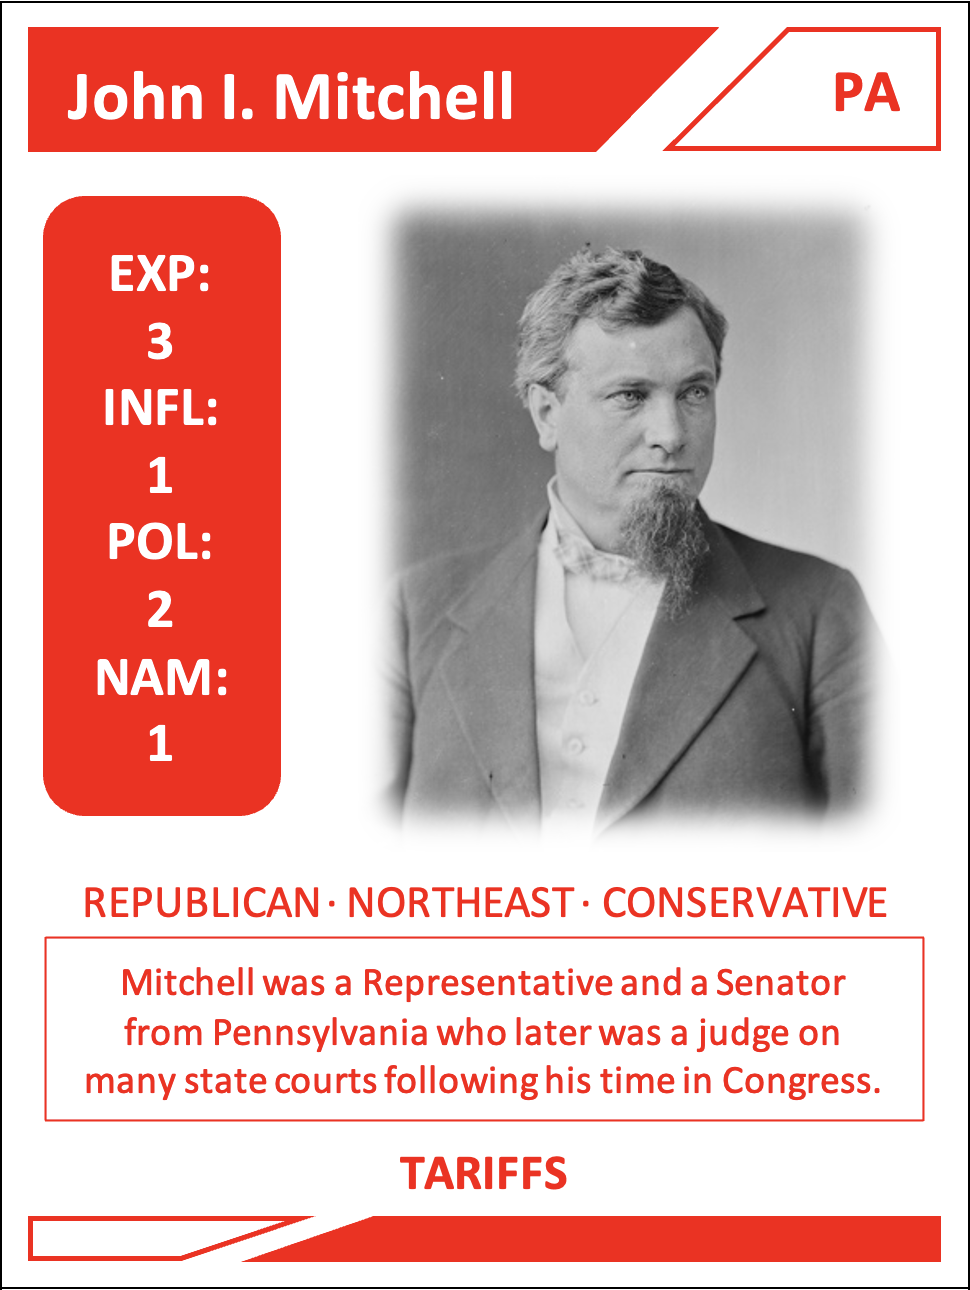 John I. Mitchell
PA
EXP:
3
INFL:
1
POL:
2
NAM:
1
REPUBLICAN · NORTHEAST · CONSERVATIVE
Mitchell was a Representative and a Senator
from Pennsylvania who later was a judge on
many state courts following his time in Congress.
TARIFFS